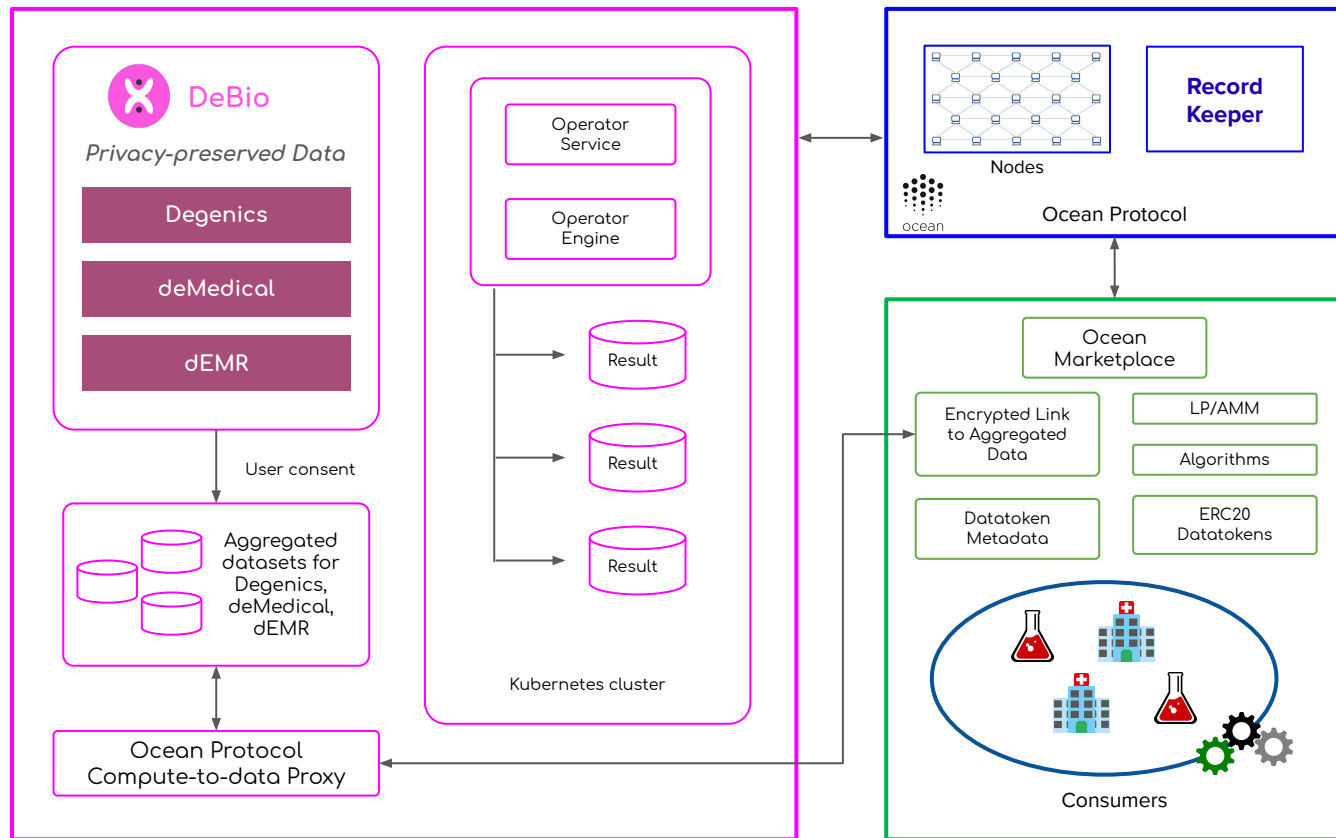 DeBio
Privacy-preserved Data
Degenics
deMedical
dEMR
User consent
Aggregated
datasets for
Degenics,
deMedical,
dEMR
Ocean Protocol
Compute-to-data Proxy
Operator
Service
Operator
Engine
Result
Result
Result
Kubernetes cluster
Nodes
Record
Keeper
ocean
Ocean Protocol
Ocean
Marketplace
Encrypted Link
to Aggregated
Data
LP/AMM
Algorithms
Datatoken
Metadata
ERC20
Datatokens
Consumers